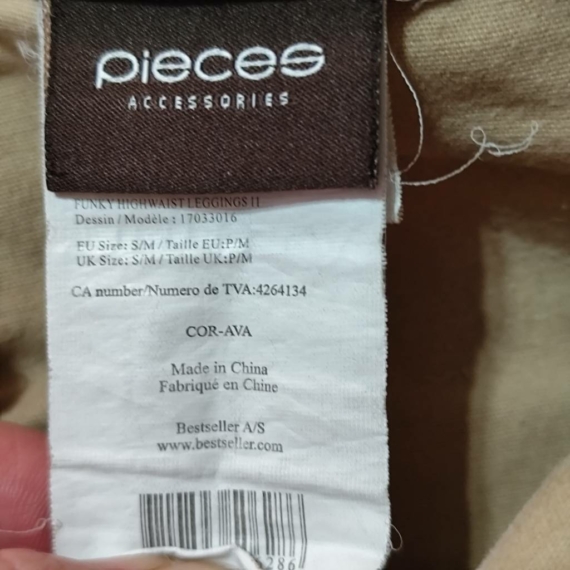 pieces
ACCESSORIES
FUNKY HIGHWAIST LEGGINGS II
Dessin / Modèle : 17033016
EU Size: S/M / Taille EU:P/M
UK Size: S/M / Taille UK:P/M
CA number/Numero de TVA:4264134
COR-AVA
Made in China
Fabriqué en Chine
Bestseller A/S
www.bestseller.com
286